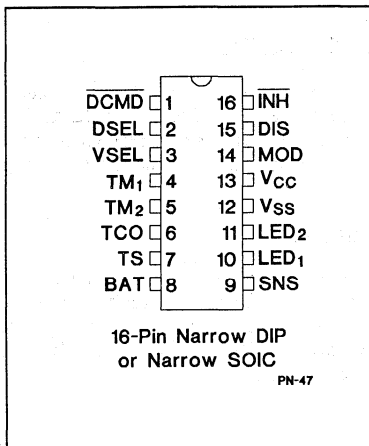 DCMD 1 16 INH
DSEL 2 15 DIS
VSEL 3 14 MOD
TM1 4 13 VCC
TM2 5 12 VSS
TCO 6 11 LED2
TS 7 10 LED1
BAT 8 9 SNS
16-Pin Narrow DIP
or Narrow SOIC
PN-47